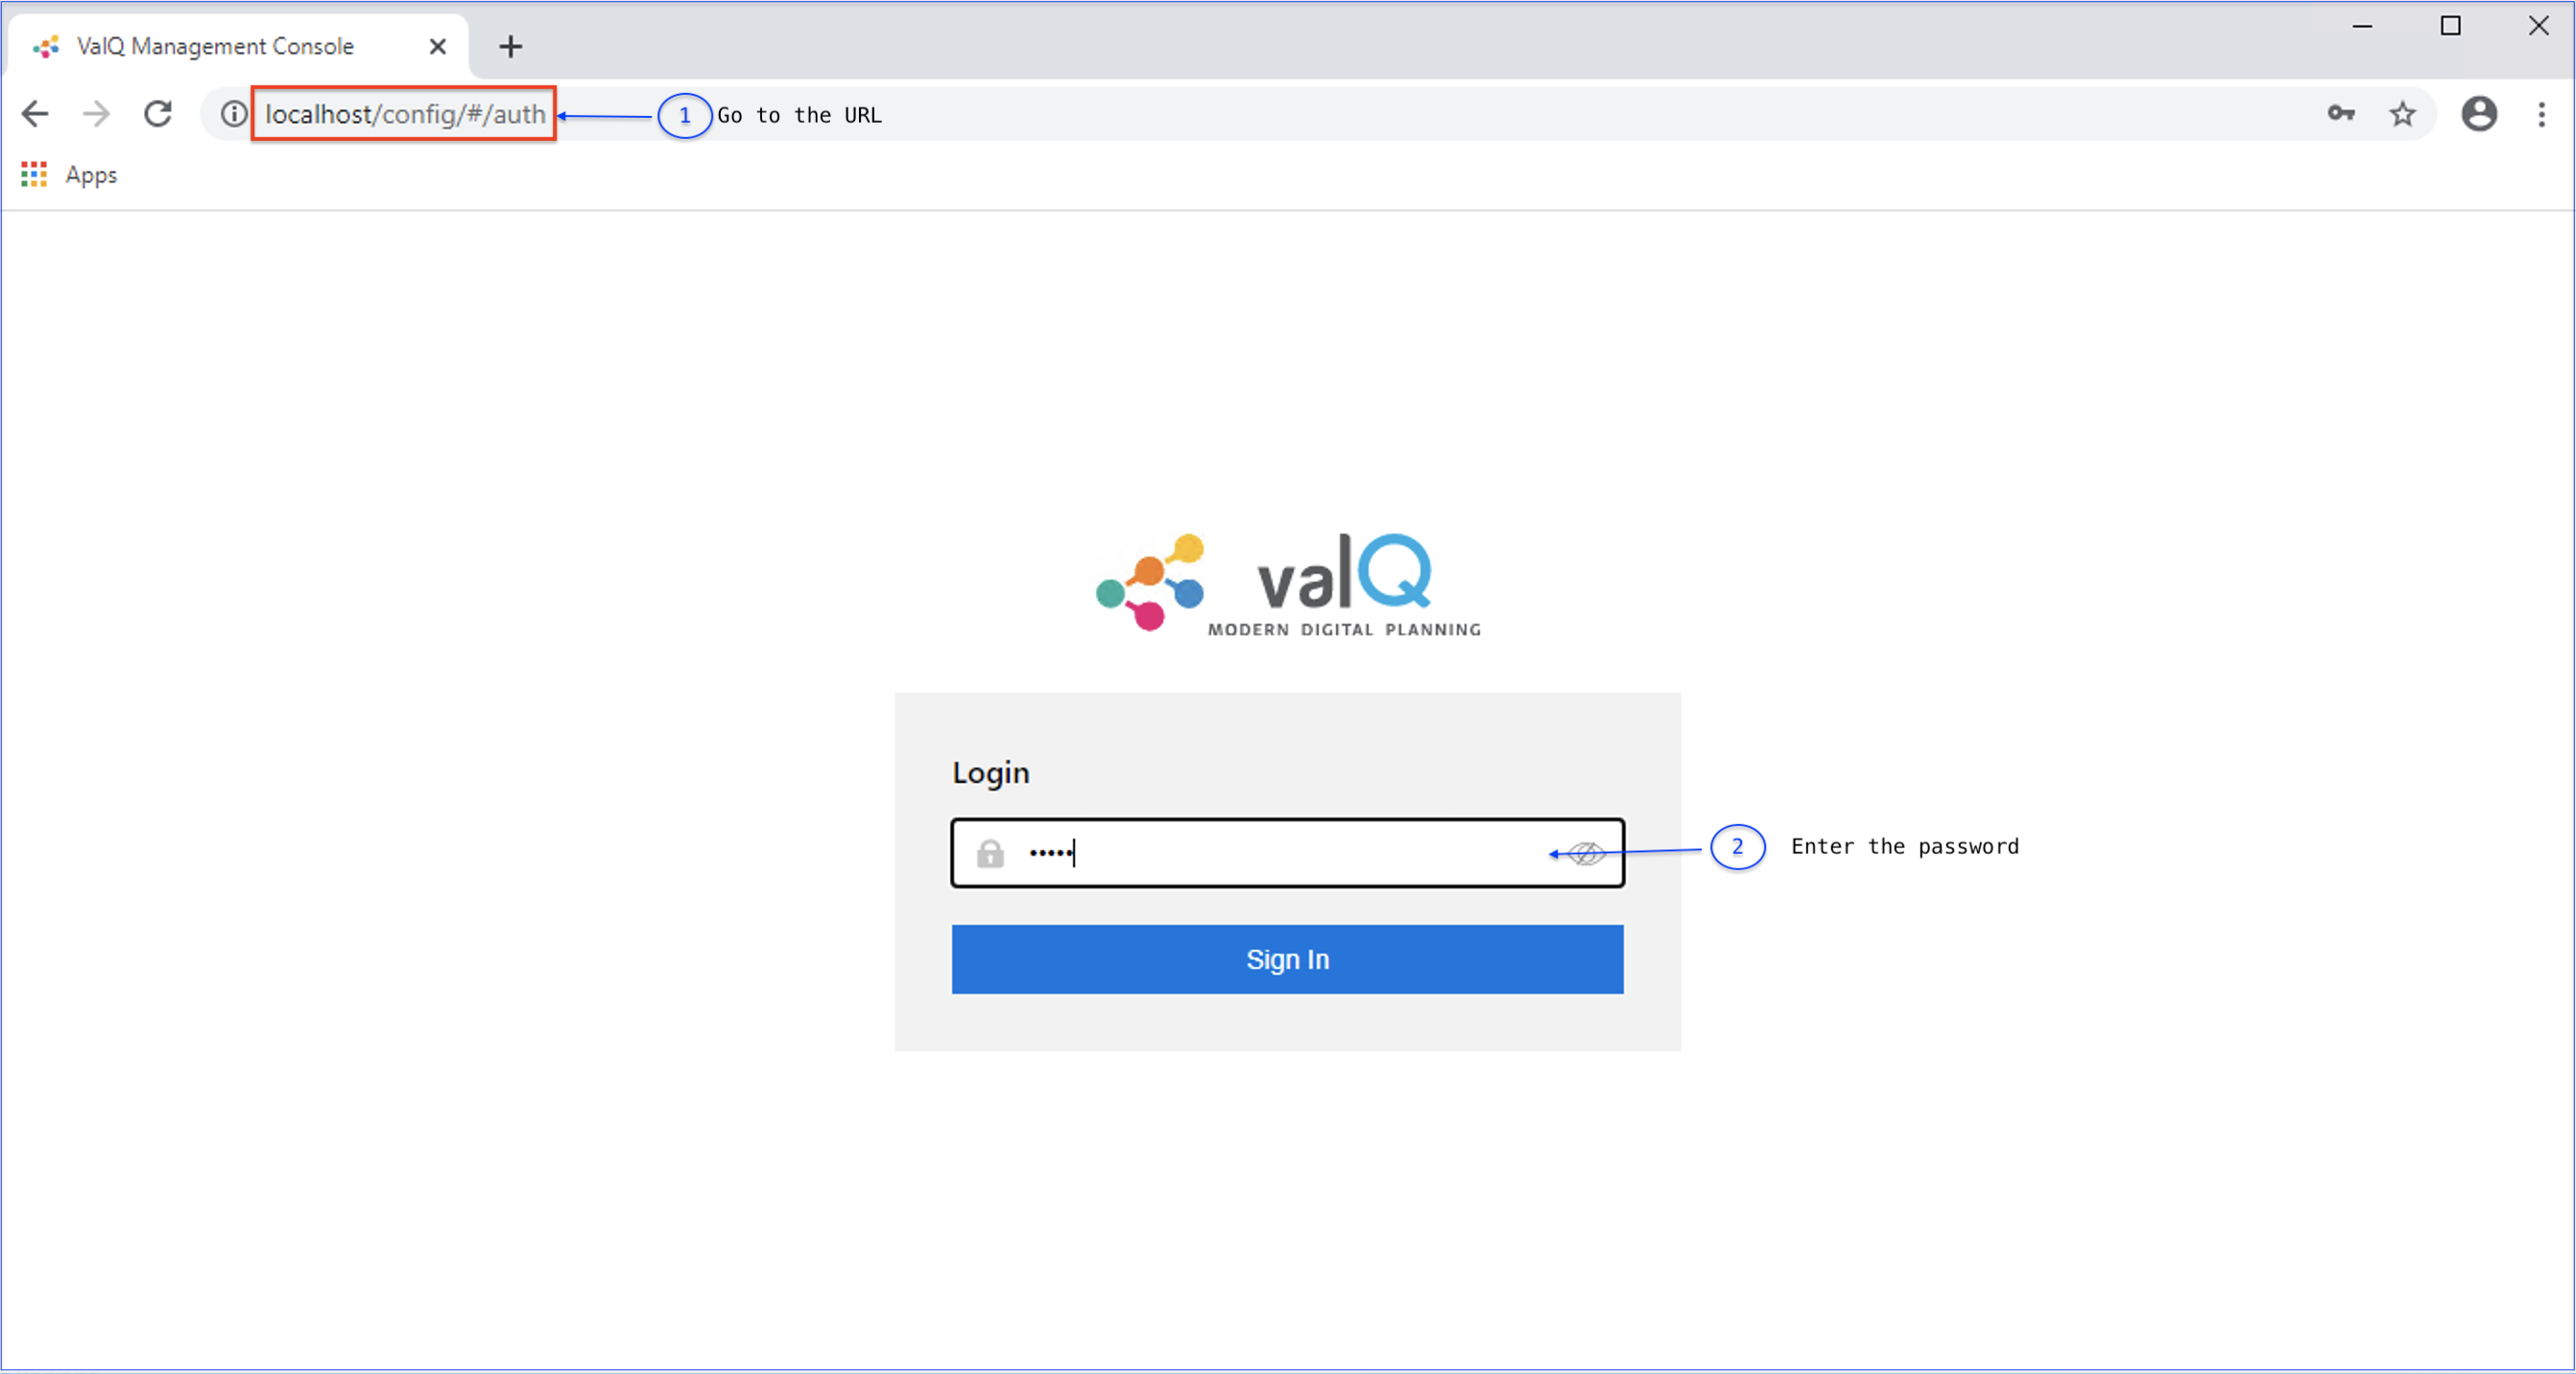 ValQ Management Console
localhost/config/#/auth
1 Go to the URL
Apps
valQ
MODERN DIGITAL PLANNING
Login
•••••
2 Enter the password
Sign In